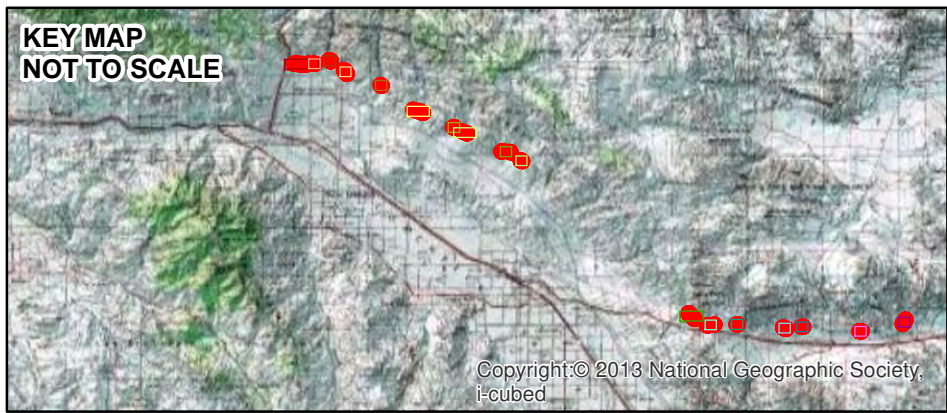 KEY MAP
NOT TO SCALE
Copyright:© 2013 National Geographic Society,
i-cubed